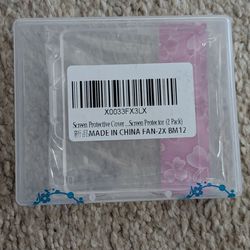 X0033FX3LX
Screen Protective Cover ...Screen Protector (2 Pack)
新品MADE IN CHINA FAN-2X BM12